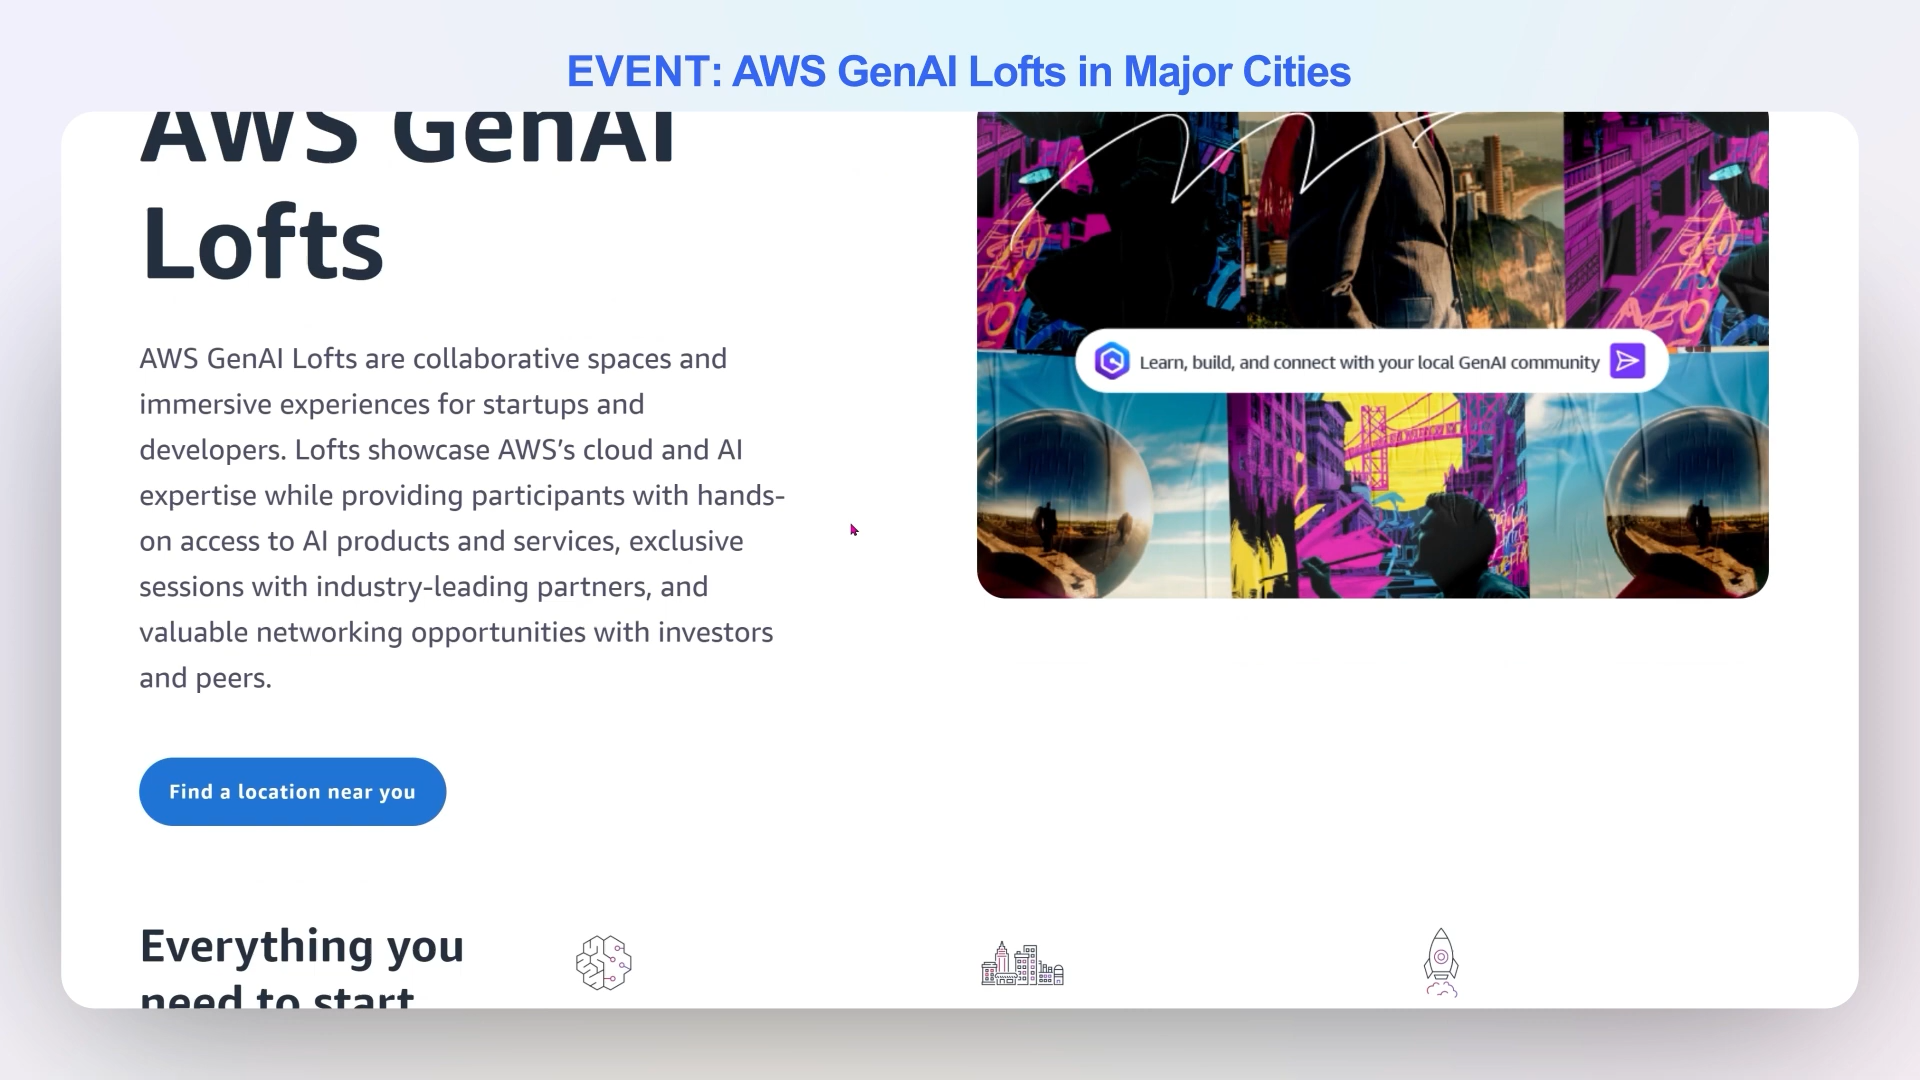 EVENT: AWS GenAI Lofts in Major Cities
AWS GenAI
Lofts
AWS GenAI Lofts are collaborative spaces and
immersive experiences for startups and
developers. Lofts showcase AWS’s cloud and AI
expertise while providing participants with hands-
on access to AI products and services, exclusive
sessions with industry-leading partners, and
valuable networking opportunities with investors
and peers.
Find a location near you
Learn, build, and connect with your local GenAI community
Everything you
need to start